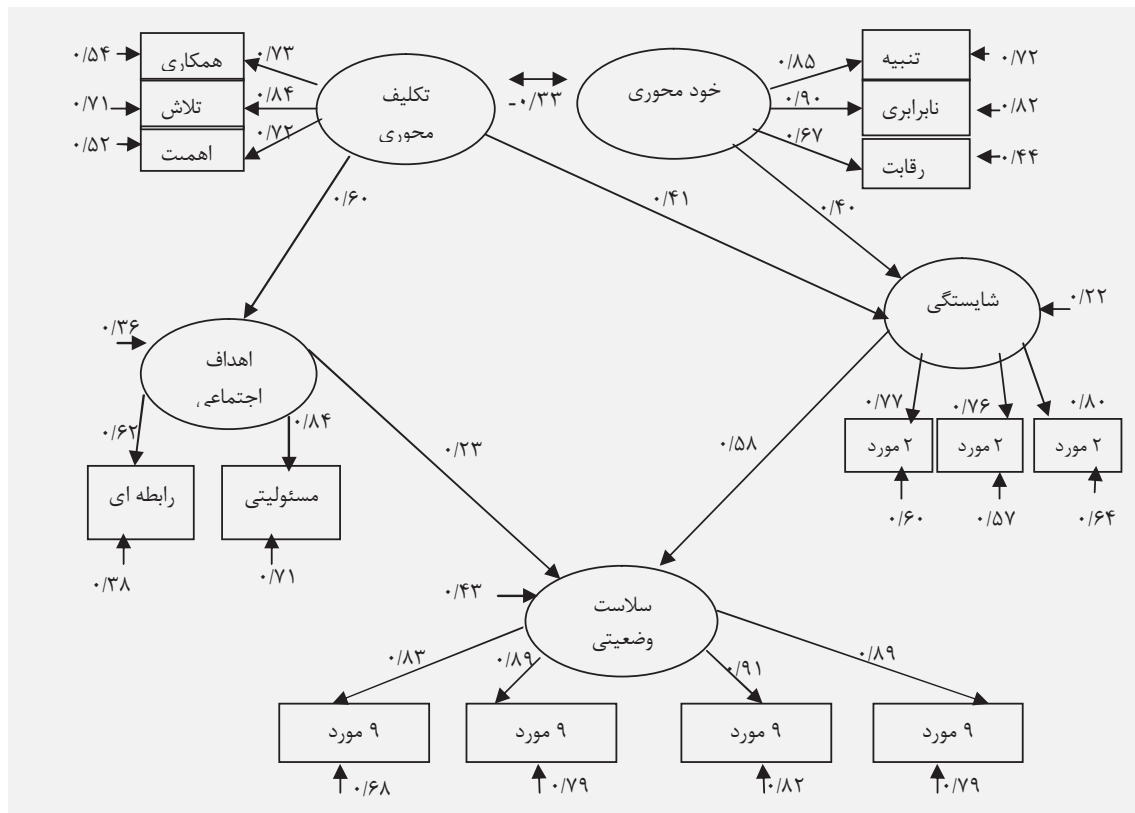 ۰/۵۴
همکاری
۰/۷۳
۰/۷۱
تلاش
۰/۸۴
۰/۵۲
اهمیت
۰/۷۲
تکلیف
محوری
-۰/۳۳
خود محوری
۰/۸۵
تنبیه
۰/۷۲
۰/۹۰
نابرابری
۰/۸۲
۰/۶۷
رقابت
۰/۴۴
۰/۶۰
۰/۴۱
۰/۴۰
شایستگی
۰/۲۲
۰/۳۶
اهداف
اجتماعی
۰/۶۲
۰/۸۴
رابطه ای
مسئولیتی
۰/۳۸
۰/۷۱
۰/۲۳
۰/۵۸
۰/۷۷
۰/۷۶
۰/۸۰
۲ مورد
۲ مورد
۲ مورد
۰/۶۰
۰/۵۷
۰/۶۴
۰/۴۳
سلاست
وضعیتی
۰/۸۳
۰/۸۹
۰/۹۱
۰/۸۹
۹ مورد
۹ مورد
۹ مورد
۹ مورد
۰/۶۸
۰/۷۹
۰/۸۲
۰/۷۹